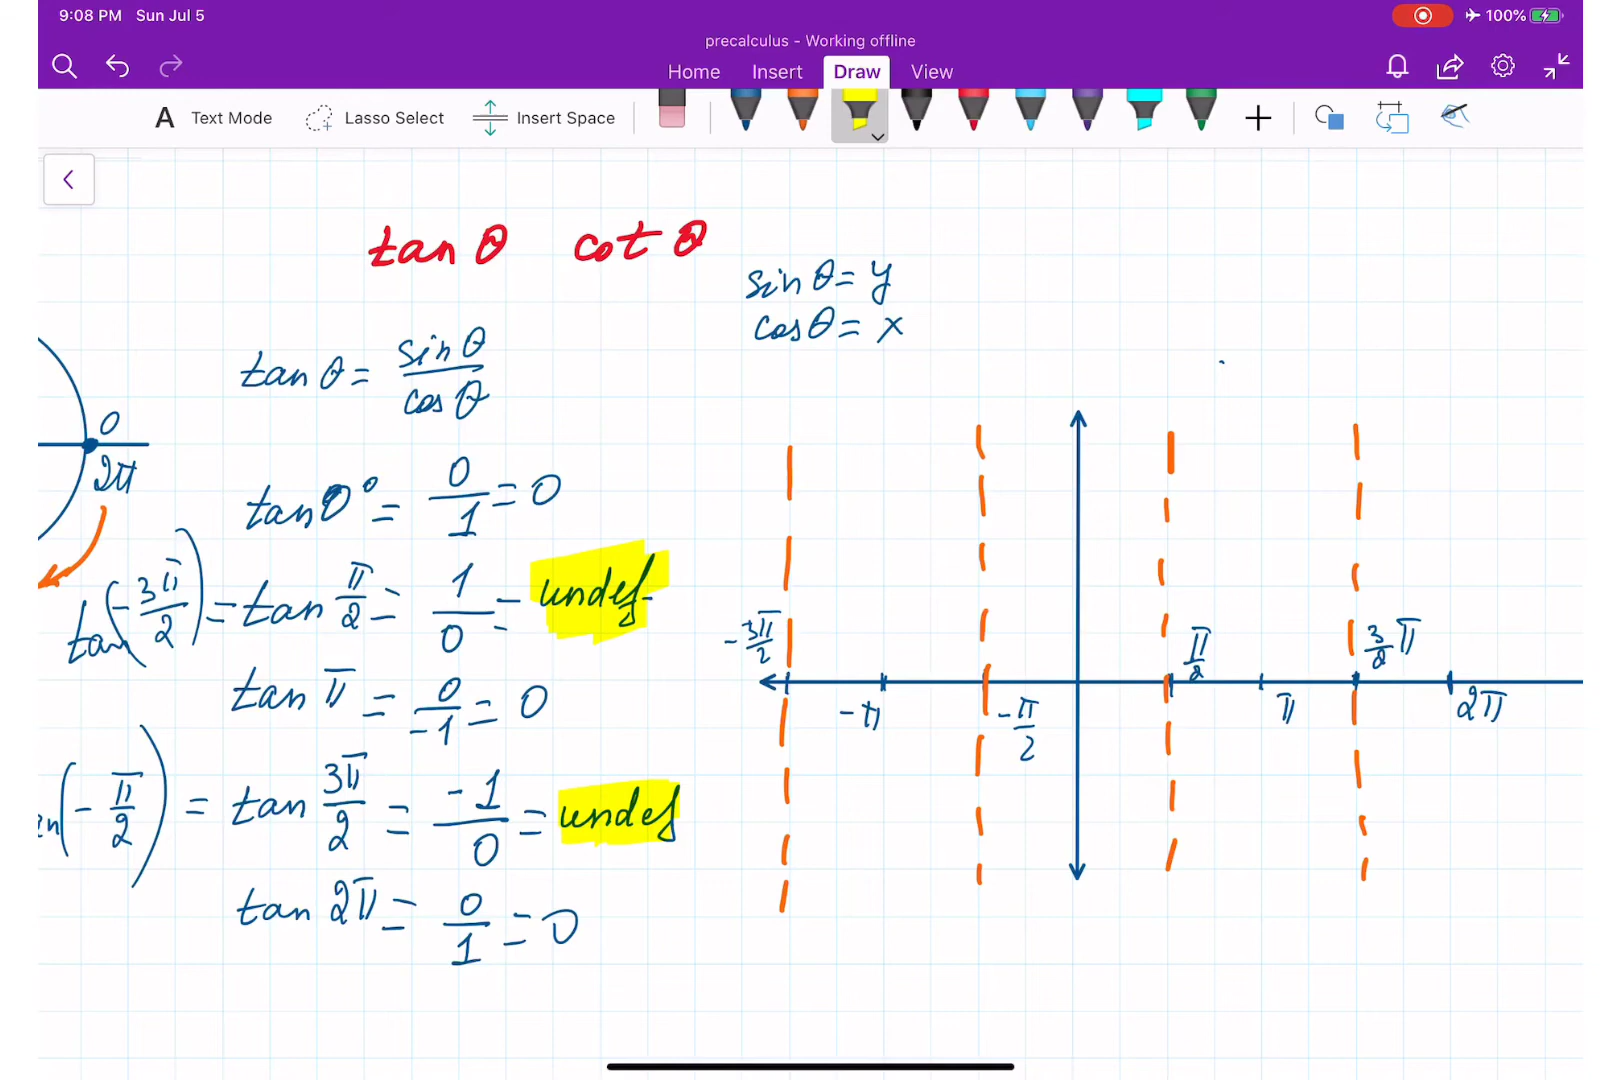 9:08 PM Sun Jul 5
100%
precalculus - Working offline
Home Insert Draw View
A Text Mode Lasso Select Insert Space
tan θ cot θ
sin θ = y
cos θ = x
tan θ = sin θ / cos θ
0
2π
tan 0° = 0/1 = 0
tan(-3π/2) = tan π/2 = 1/0 = undef.
tan π = 0/-1 = 0
(-π/2) = tan 3π/2 = -1/0 = undef
tan 2π = 0/1 = 0
-3π/2 π/2 3/2 π
-π -π/2 π 2π